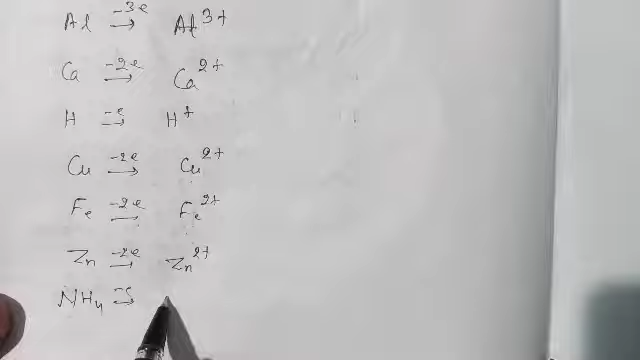 Al -3e→ Al³⁺
Ca -2e→ Ca²⁺
H -e→ H⁺
Cu -2e→ Cu²⁺
Fe -2e→ Fe²⁺
Zn -2e→ Zn²⁺
NH₄ -e→